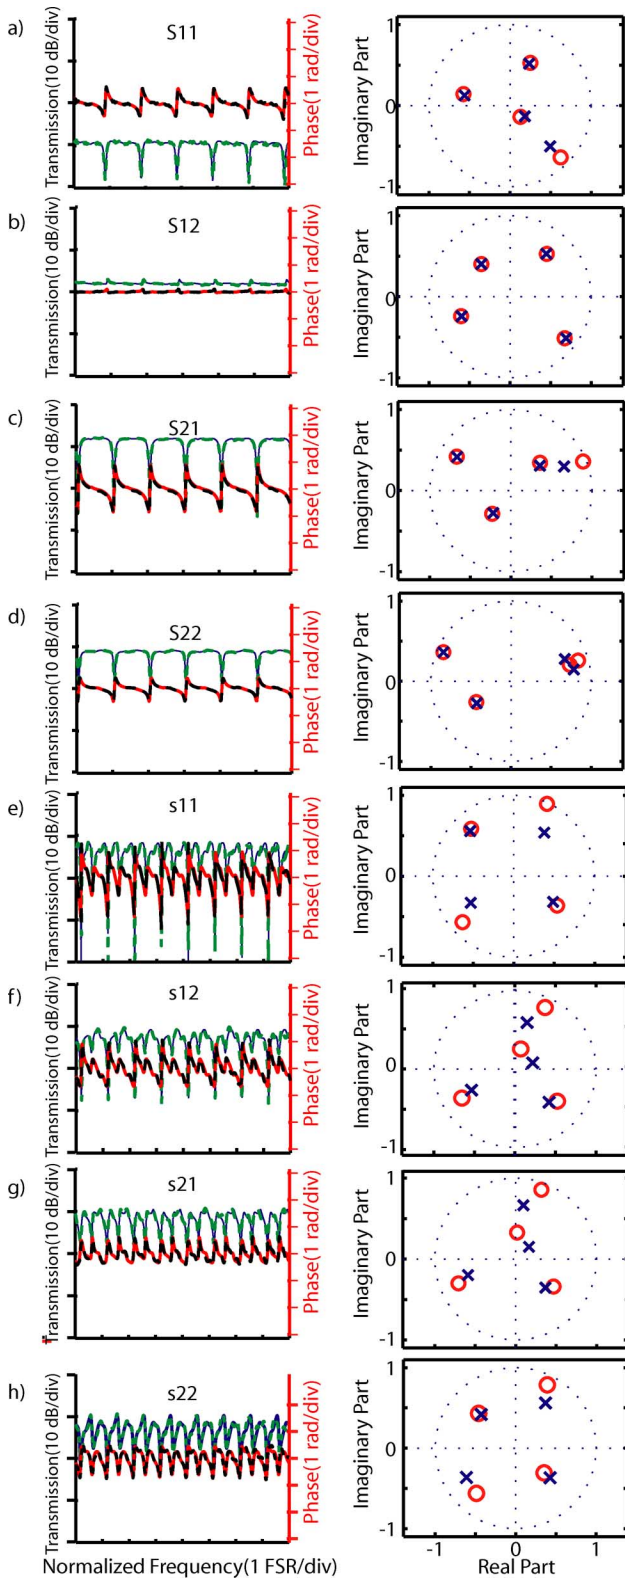 a)
S11
Transmission(10 dB/div)
Phase(1 rad/div)
Imaginary Part
1
0
-1
b)
S12
Transmission(10 dB/div)
Phase(1 rad/div)
Imaginary Part
1
0
-1
c)
S21
Transmission(10 dB/div)
Phase(1 rad/div)
Imaginary Part
1
0
-1
d)
S22
Transmission(10 dB/div)
Phase(1 rad/div)
Imaginary Part
1
0
-1
e)
s11
Transmission(10 dB/div)
Phase(1 rad/div)
Imaginary Part
1
0
-1
f)
s12
Transmission(10 dB/div)
Phase(1 rad/div)
Imaginary Part
1
0
-1
g)
s21
Transmission(10 dB/div)
Phase(1 rad/div)
Imaginary Part
1
0
-1
h)
s22
Transmission(10 dB/div)
Phase(1 rad/div)
Imaginary Part
1
0
-1
-1 0 1
Normalized Frequency(1 FSR/div)
Real Part